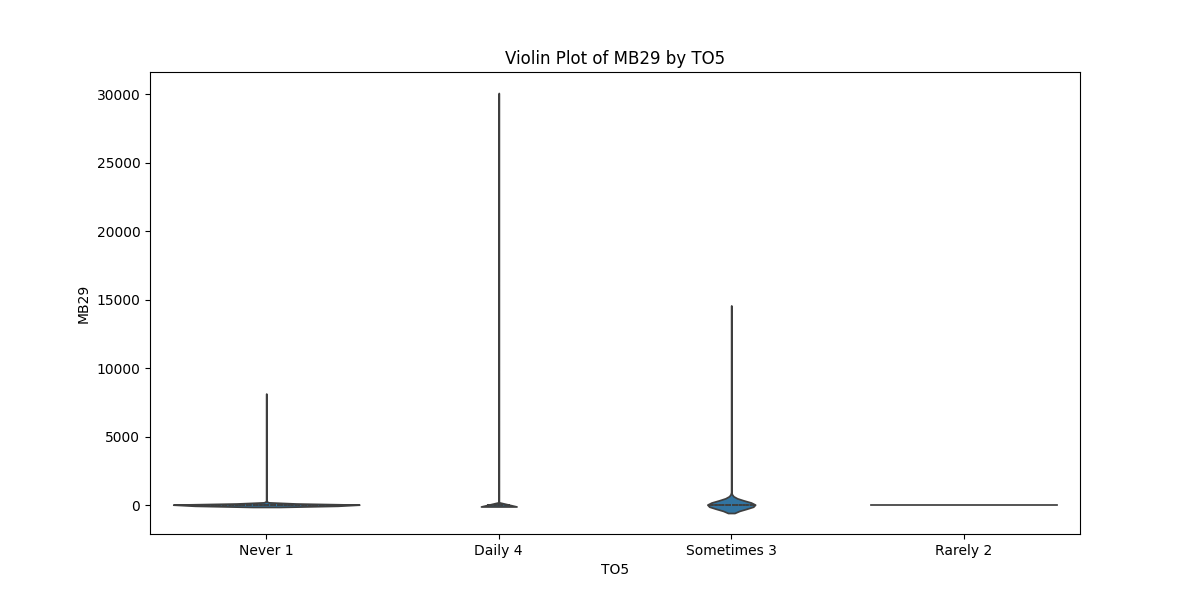 Violin Plot of MB29 by TO5
MB29
30000
25000
20000
15000
10000
5000
0
Never 1
Daily 4
Sometimes 3
Rarely 2
TO5